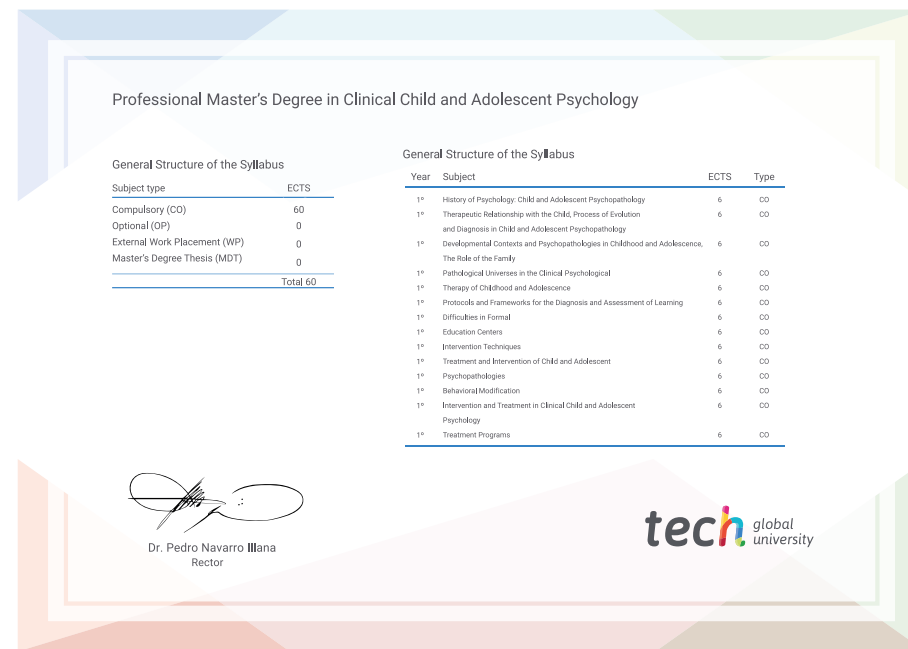 Professional Master's Degree in Clinical Child and Adolescent Psychology
General Structure of the Syllabus
Subject type ECTS
Compulsory (CO) 60
Optional (OP) 0
External Work Placement (WP) 0
Master's Degree Thesis (MDT) 0
Total 60
General Structure of the Syllabus
Year Subject ECTS Type
1º History of Psychology: Child and Adolescent Psychopathology 6 CO
1º Therapeutic Relationship with the Child, Process of Evolution 6 CO
and Diagnosis in Child and Adolescent Psychopathology
1º Developmental Contexts and Psychopathologies in Childhood and Adolescence, 6 CO
The Role of the Family
1º Pathological Universes in the Clinical Psychological 6 CO
1º Therapy of Childhood and Adolescence 6 CO
1º Protocols and Frameworks for the Diagnosis and Assessment of Learning 6 CO
1º Difficulties in Formal 6 CO
1º Education Centers 6 CO
1º Intervention Techniques 6 CO
1º Treatment and Intervention of Child and Adolescent 6 CO
1º Psychopathologies 6 CO
1º Behavioral Modification 6 CO
1º Intervention and Treatment in Clinical Child and Adolescent 6 CO
Psychology
1º Treatment Programs 6 CO
Dr. Pedro Navarro Illana
Rector
tech global
university